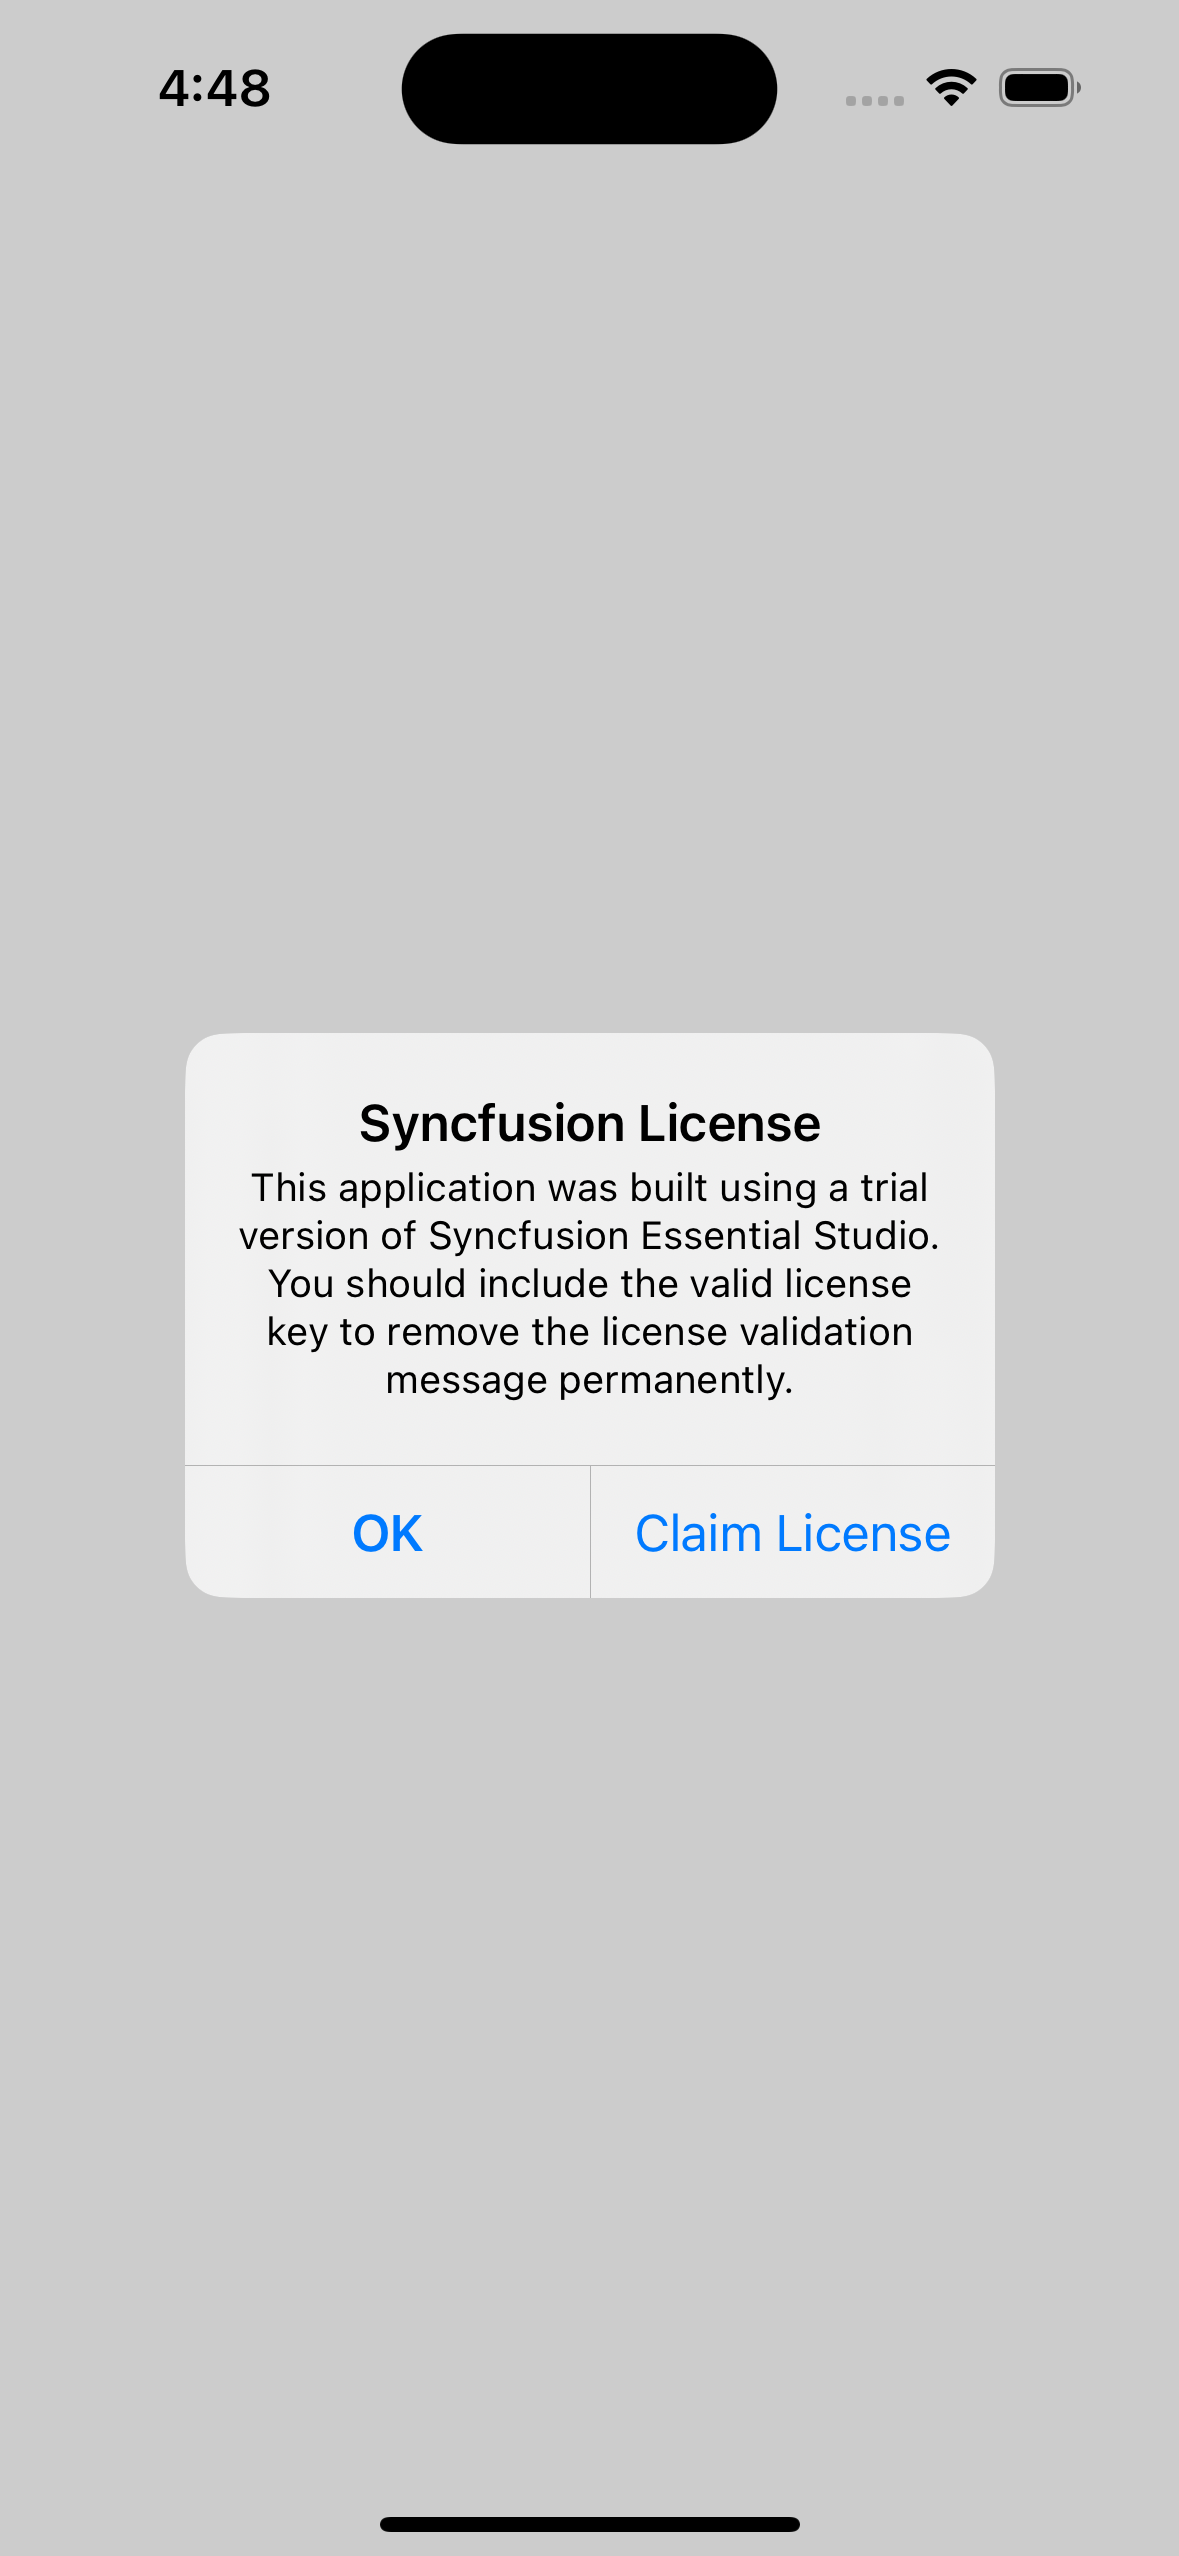 4:48
Syncfusion License
This application was built using a trial
version of Syncfusion Essential Studio.
You should include the valid license
key to remove the license validation
message permanently.
OK
Claim License